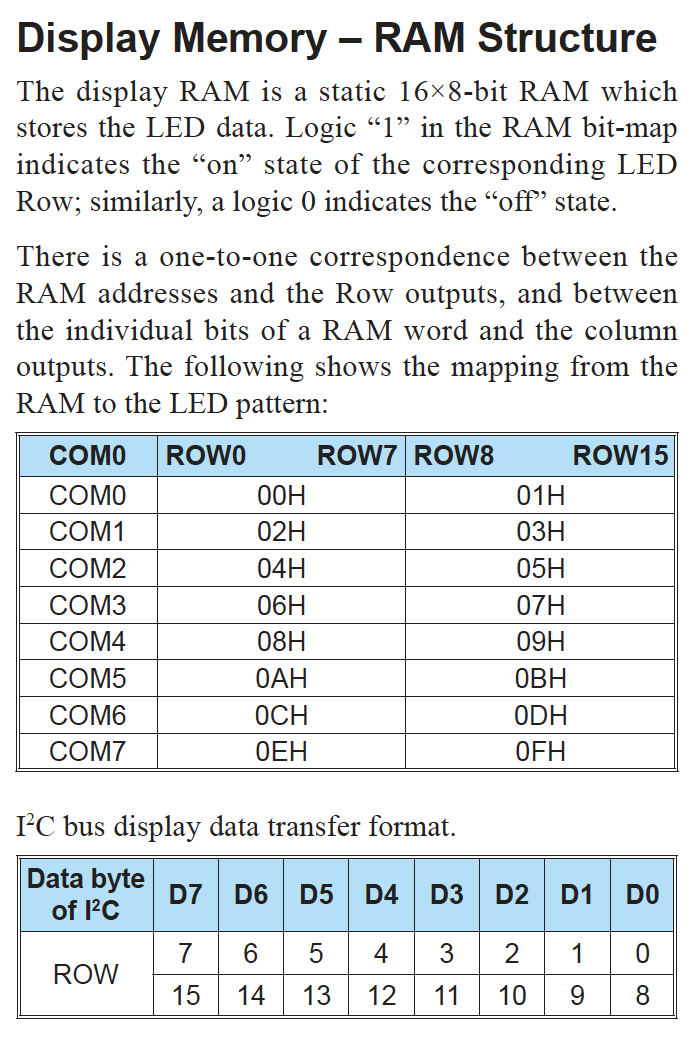 Display Memory – RAM Structure
The display RAM is a static 16×8-bit RAM which
stores the LED data. Logic “1” in the RAM bit-map
indicates the “on” state of the corresponding LED
Row; similarly, a logic 0 indicates the “off” state.
There is a one-to-one correspondence between the
RAM addresses and the Row outputs, and between
the individual bits of a RAM word and the column
outputs. The following shows the mapping from the
RAM to the LED pattern:
COM0 ROW0 ROW7 ROW8 ROW15
COM0 00H 01H
COM1 02H 03H
COM2 04H 05H
COM3 06H 07H
COM4 08H 09H
COM5 0AH 0BH
COM6 0CH 0DH
COM7 0EH 0FH
I²C bus display data transfer format.
Data byte
of I²C D7 D6 D5 D4 D3 D2 D1 D0
ROW 7 6 5 4 3 2 1 0
15 14 13 12 11 10 9 8